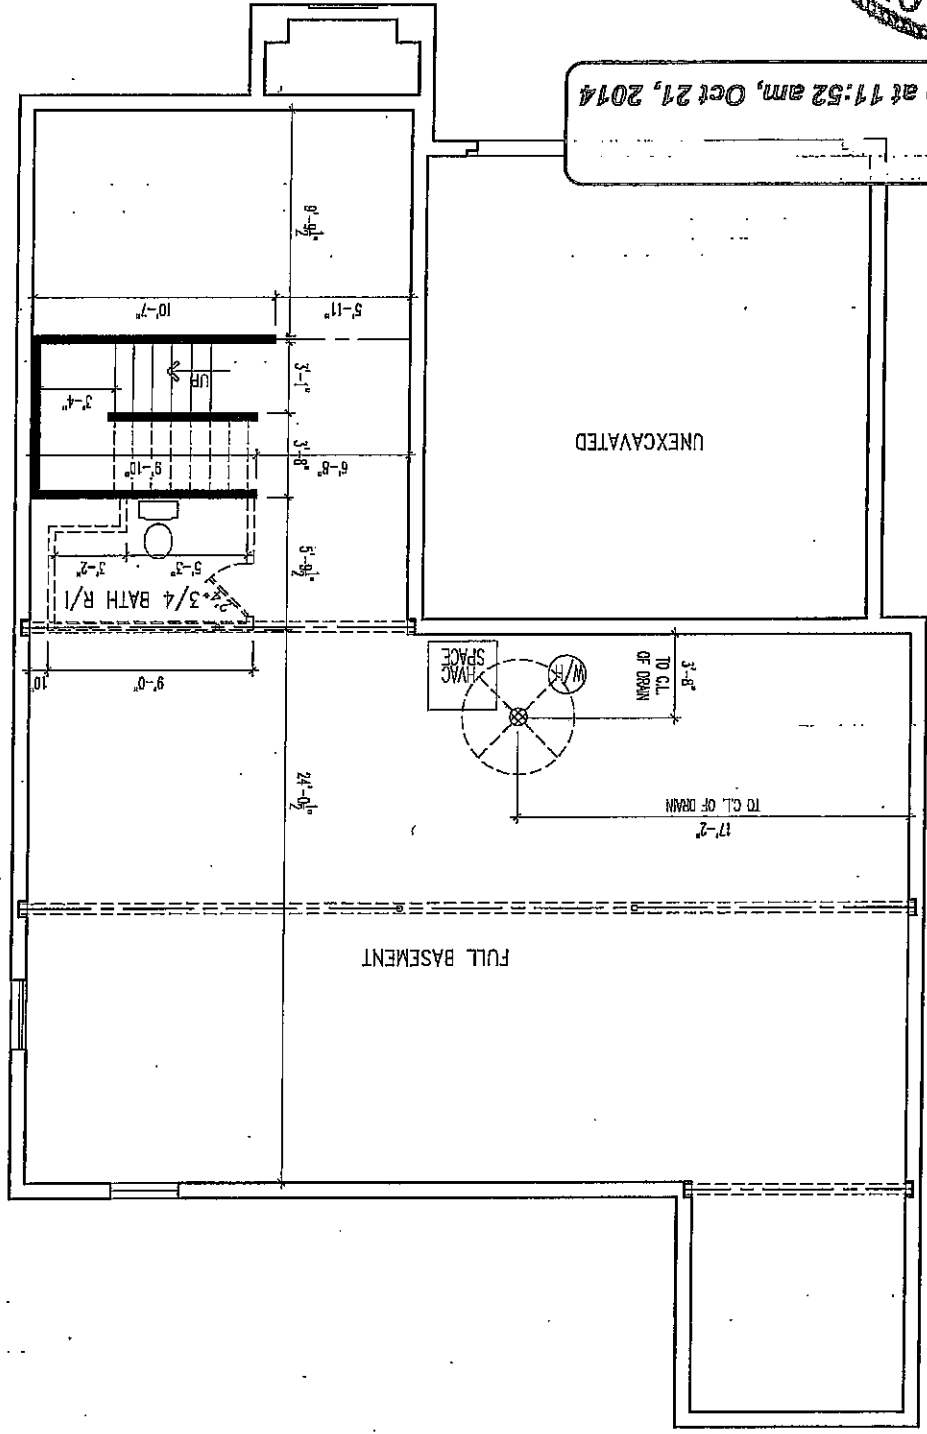 FULL BASEMENT
17'-2"
TO C.L. OF DRAIN
24'-0½"
3'-8"
TO C.L.
OF DRAIN
W/H
HVAC
SPACE
9'-0"
10"
3/4 BATH R/I
2'4"
5'-3"
3'-2"
5'-9½"
6'-8"
3'-8"
9'-10"
UNEXCAVATED
3'-4"
UP
3'-1"
5'-11"
10'-7"
9'-9½"
at 11:52 am, Oct 21, 2014